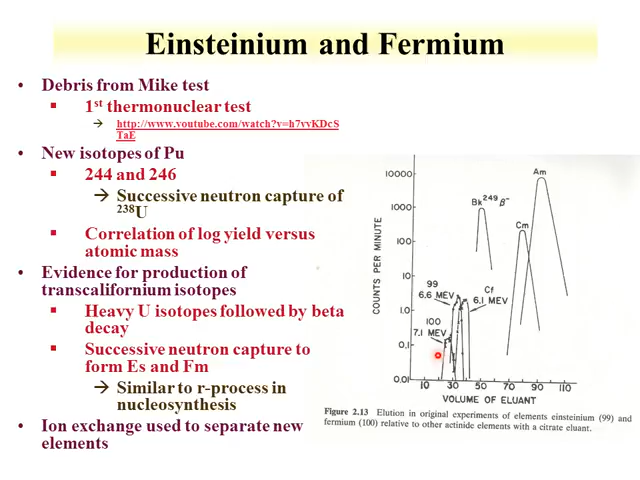 Einsteinium and Fermium
• Debris from Mike test
▪ 1st thermonuclear test
→ http://www.youtube.com/watch?v=h7vyKDcS
TaE
• New isotopes of Pu
▪ 244 and 246
→ Successive neutron capture of
238U
▪ Correlation of log yield versus
atomic mass
• Evidence for production of
transcalifornium isotopes
▪ Heavy U isotopes followed by beta
decay
▪ Successive neutron capture to
form Es and Fm
→ Similar to r-process in
nucleosynthesis
• Ion exchange used to separate new
elements
COUNTS PER MINUTE
10000
1000
100
10
1.0
0.1
0.01
Am
Bk249 β-
Cm
99
6.6 MEV
Cf
6.1 MEV
100
7.1 MEV
10 30 50 70 90 110
VOLUME OF ELUANT
Figure 2.13 Elution in original experiments of elements einsteinium (99) and
fermium (100) relative to other actinide elements with a citrate eluant.